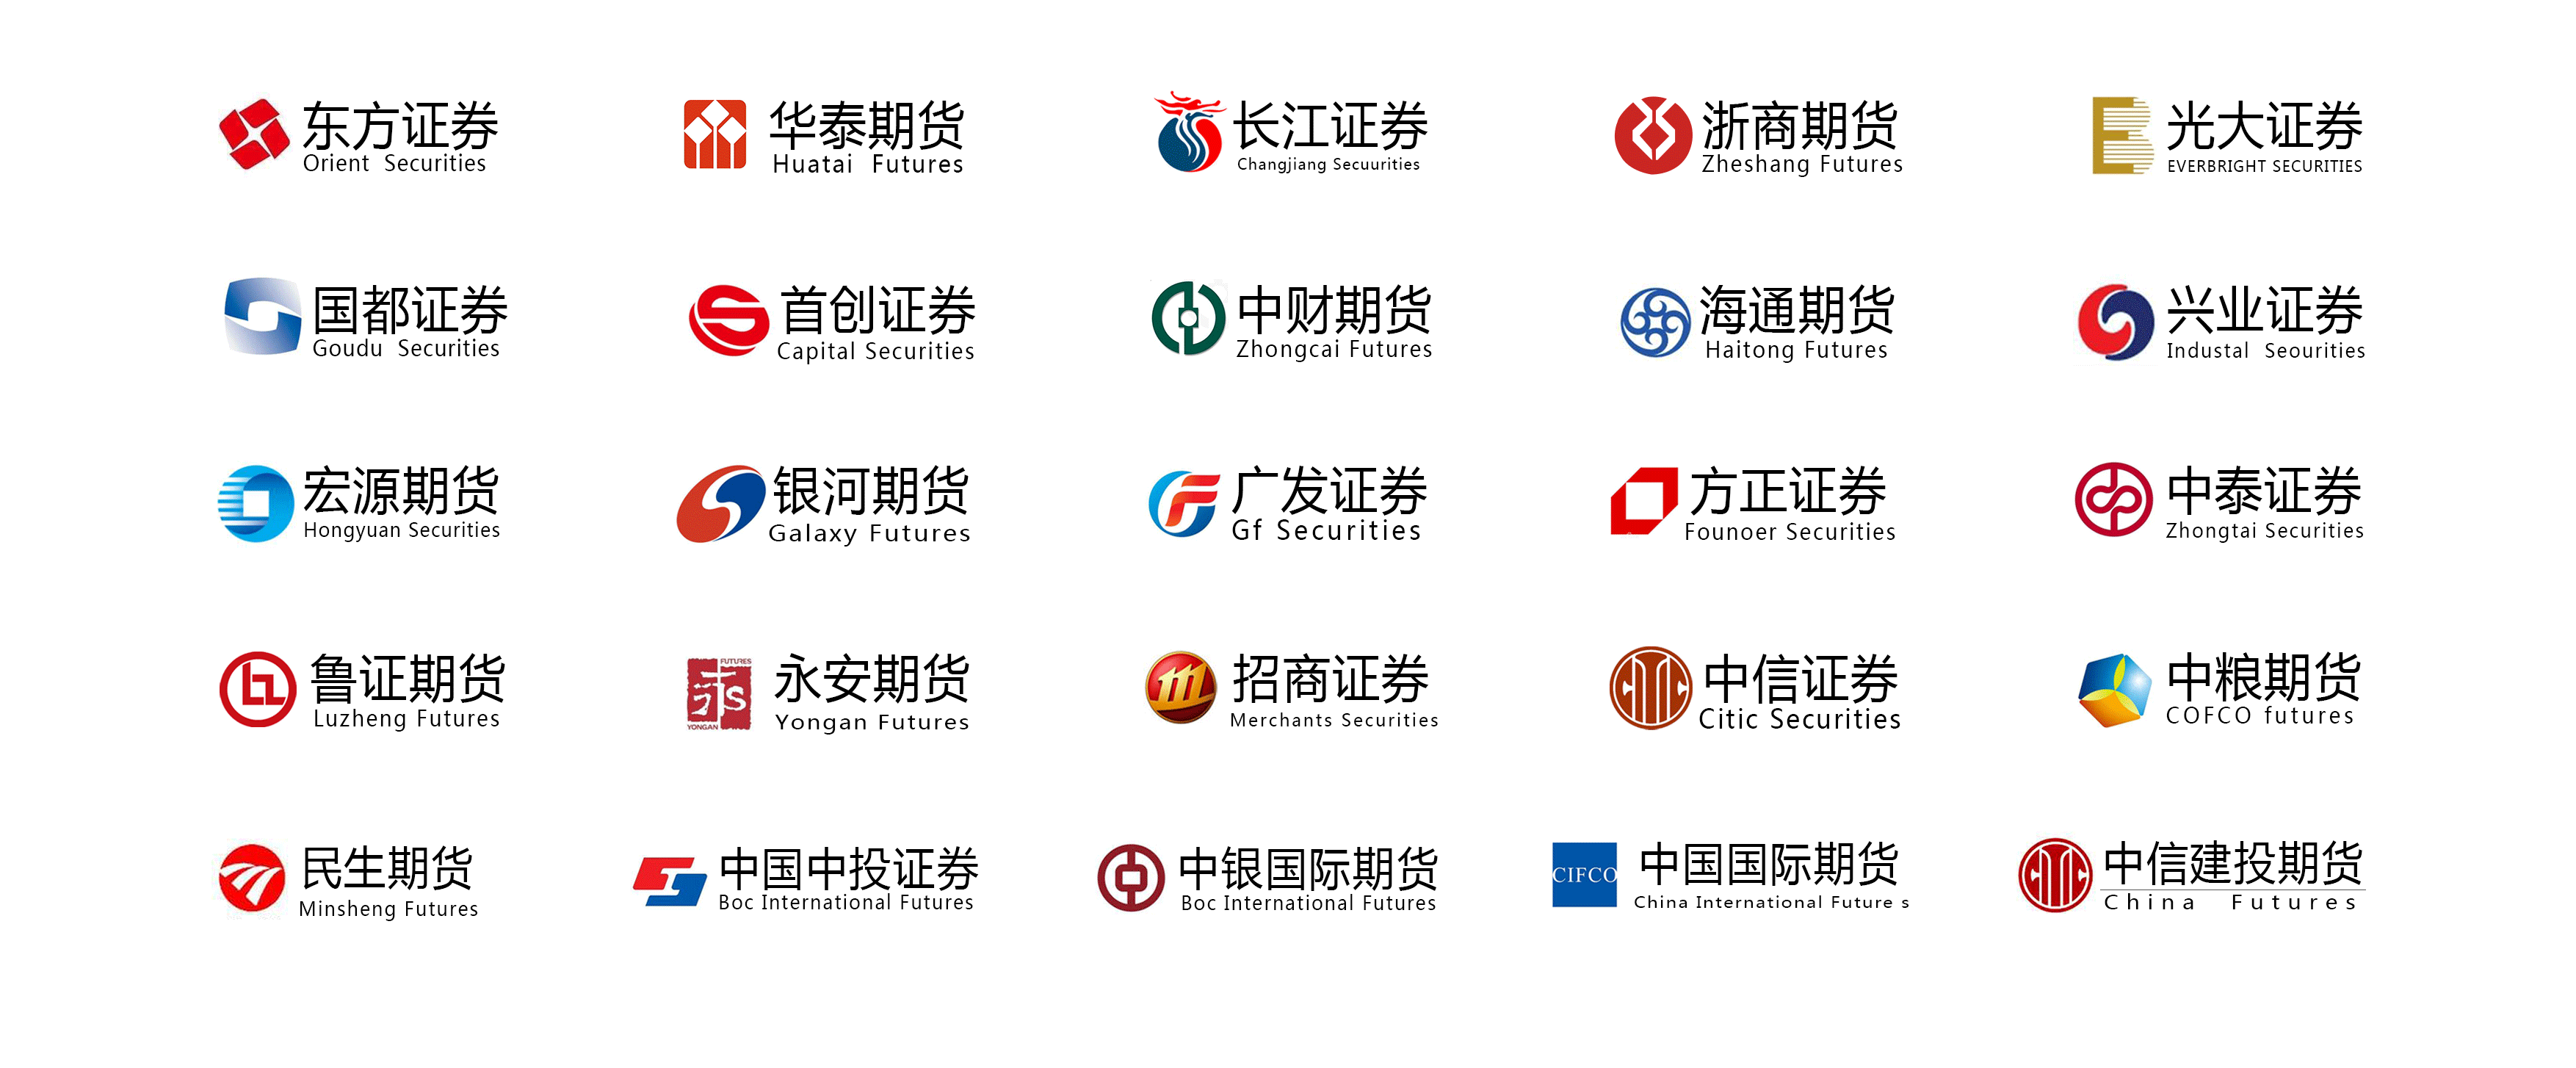 东方证券
Orient Securities
华泰期货
Huatai Futures
长江证券
Changjiang Secuurities
浙商期货
Zheshang Futures
光大证券
EVERBRIGHT SECURITIES
国都证券
Goudu Securities
首创证券
Capital Securities
中财期货
Zhongcai Futures
海通期货
Haitong Futures
兴业证券
Industal Seourities
宏源期货
Hongyuan Securities
银河期货
Galaxy Futures
广发证券
Gf Securities
方正证券
Founoer Securities
中泰证券
Zhongtai Securities
鲁证期货
Luzheng Futures
FUTURES
YONGAN
永安期货
Yongan Futures
招商证券
Merchants Securities
中信证券
Citic Securities
中粮期货
COFCO futures
民生期货
Minsheng Futures
中国中投证券
Boc International Futures
中银国际期货
Boc International Futures
CIFCO
中国国际期货
China International Future s
中信建投期货
China Futures